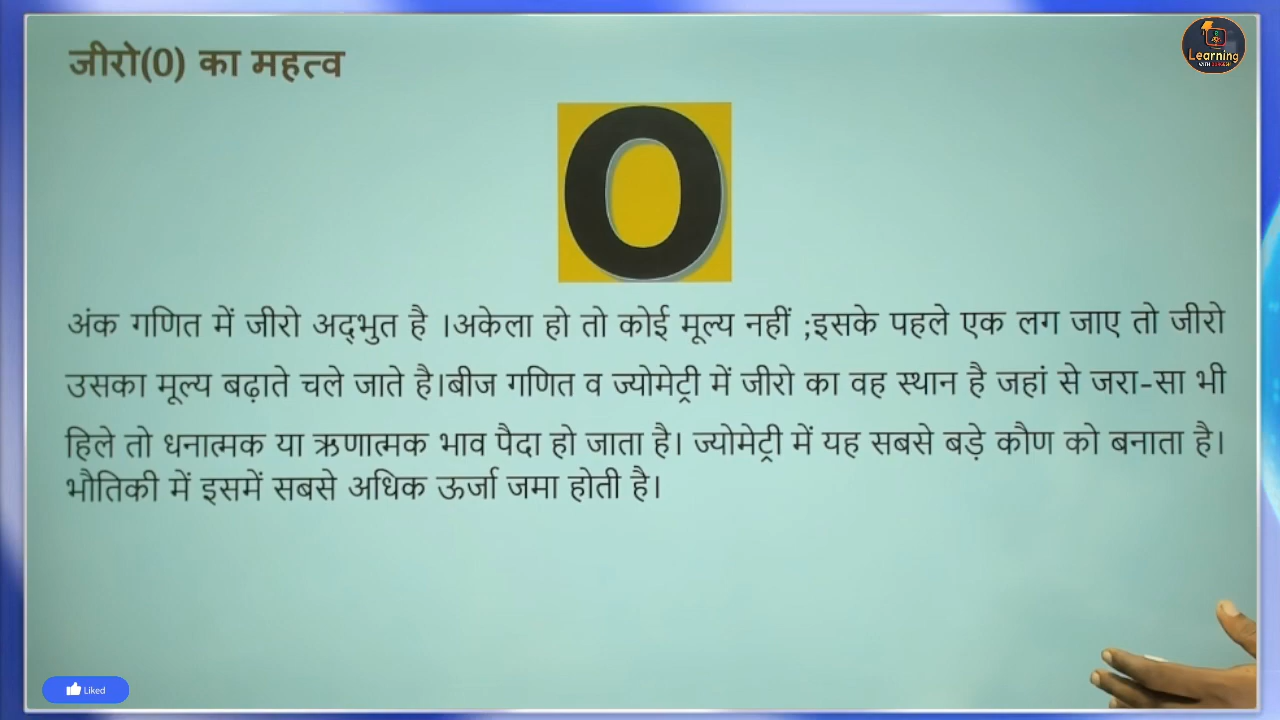 जीरो(0) का महत्व
Learning
0
अंक गणित में जीरो अद्भुत है ।अकेला हो तो कोई मूल्य नहीं ;इसके पहले एक लग जाए तो जीरो
उसका मूल्य बढ़ाते चले जाते है।बीज गणित व ज्योमेट्री में जीरो का वह स्थान है जहां से जरा-सा भी
हिले तो धनात्मक या ऋणात्मक भाव पैदा हो जाता है। ज्योमेट्री में यह सबसे बड़े कौण को बनाता है।
भौतिकी में इसमें सबसे अधिक ऊर्जा जमा होती है।
Liked